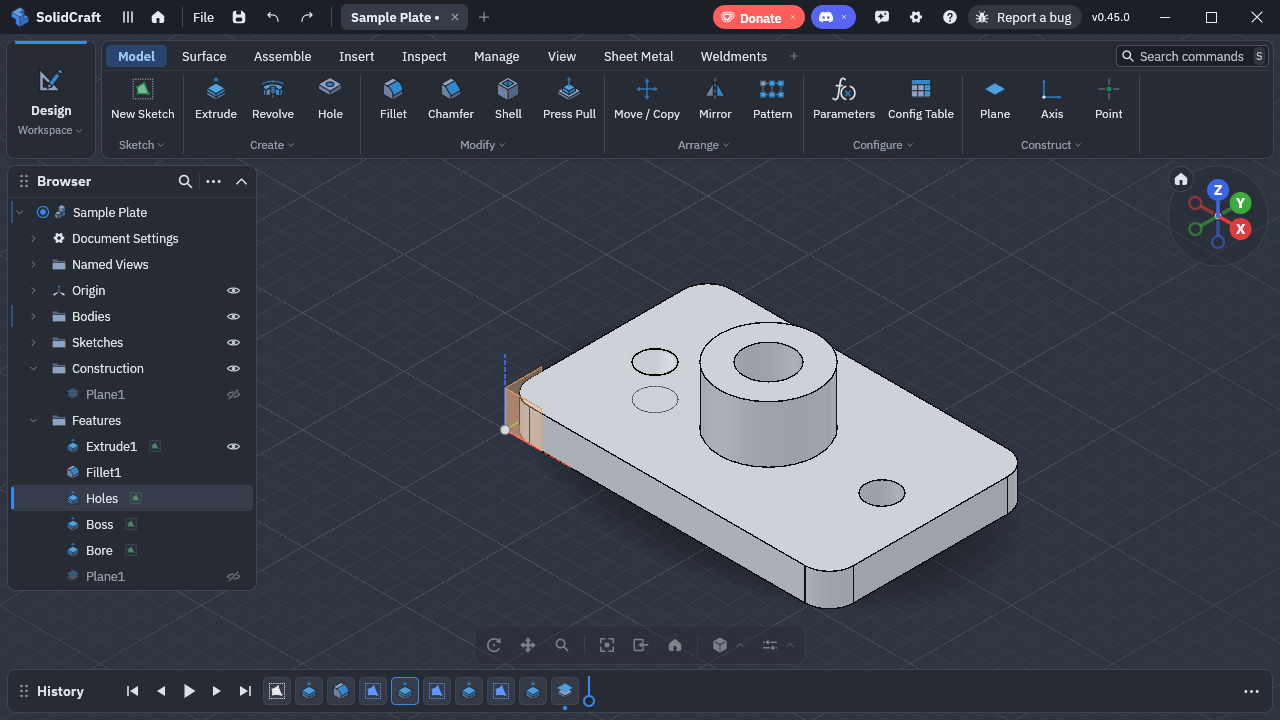 SolidCraft
File
Sample Plate •
Donate
Report a bug
v0.45.0
Design
Workspace
Model
Surface
Assemble
Insert
Inspect
Manage
View
Sheet Metal
Weldments
Search commands
S
New Sketch
Extrude
Revolve
Hole
Fillet
Chamfer
Shell
Press Pull
Move / Copy
Mirror
Pattern
Parameters
Config Table
Plane
Axis
Point
Sketch
Create
Modify
Arrange
Configure
Construct
Browser
Sample Plate
Document Settings
Named Views
Origin
Bodies
Sketches
Construction
Plane1
Features
Extrude1
Fillet1
Holes
Boss
Bore
Plane1
Z
Y
X
History